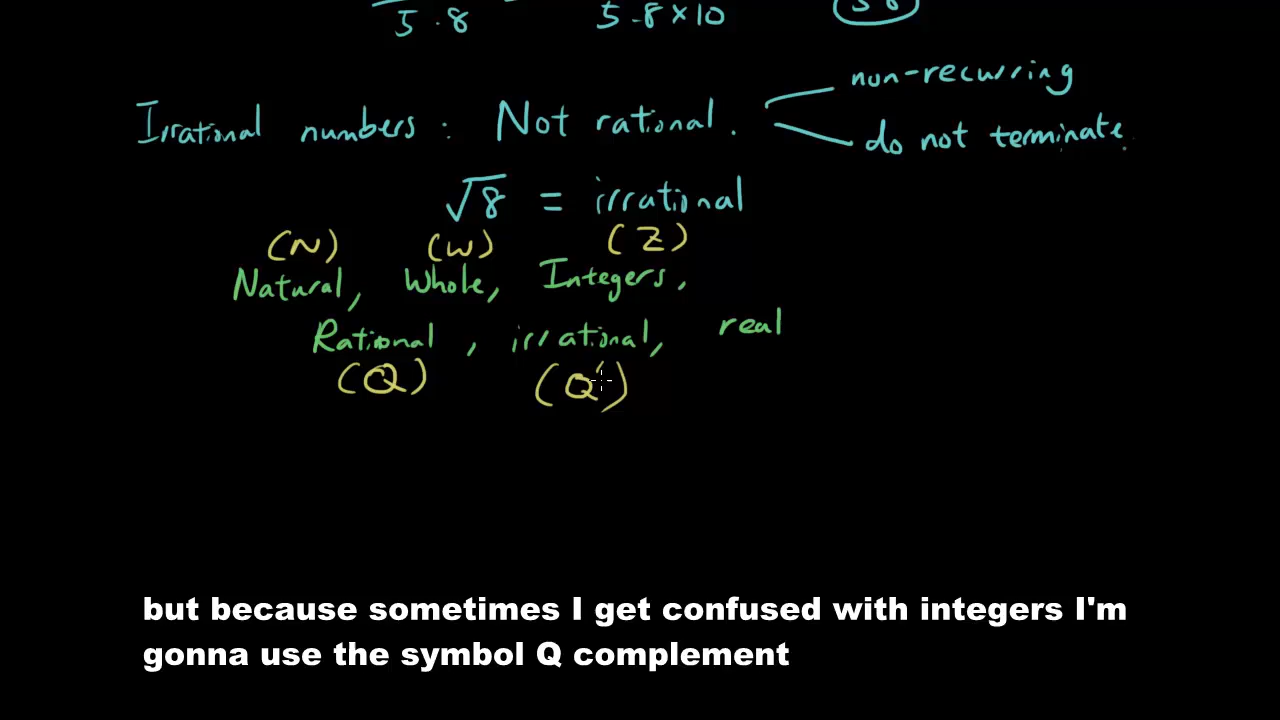 5.8 5.8×10 58
non-recurring
Irrational numbers: Not rational.
do not terminate.
√8 = irrational
(N) (W) (Z)
Natural, Whole, Integers,
Rational, irrational, real
(Q) (Q')
but because sometimes I get confused with integers I'm
gonna use the symbol Q complement